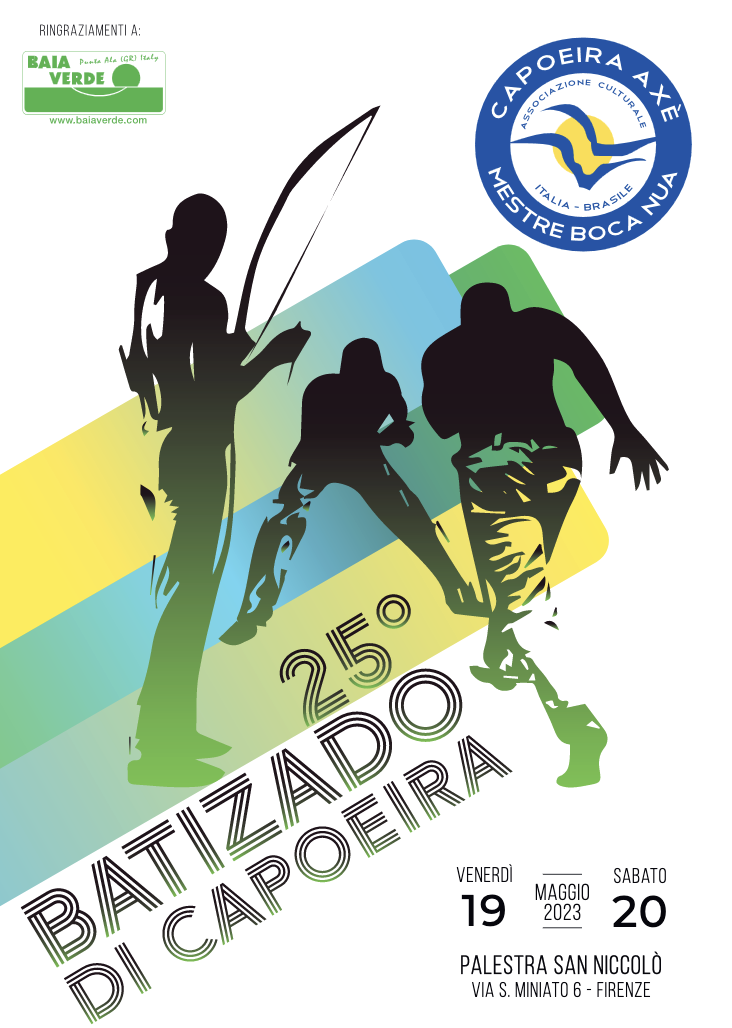 RINGRAZIAMENTI A:
BAIA
Punta Ala (GR) Italy
VERDE
www.baiaverde.com
CAPOEIRA AXÈ
ASSOCIAZIONE CULTURALE
ITALIA - BRASILE
MESTRE BOCA NUA
25°
BATIZADO
DI CAPOEIRA
VENERDÌ
19
MAGGIO
2023
SABATO
20
PALESTRA SAN NICCOLÒ
VIA S. MINIATO 6 - FIRENZE